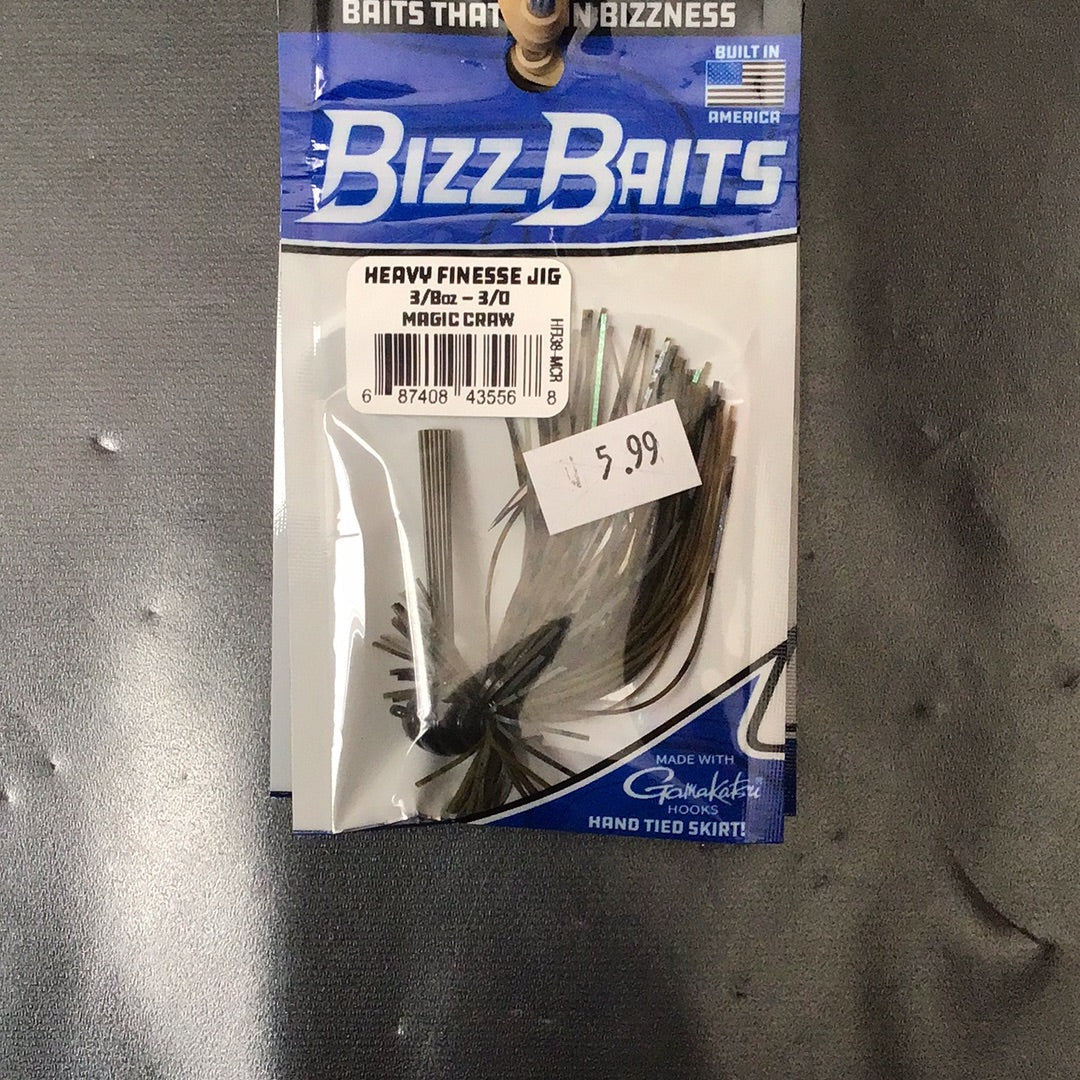 BAITS THAT N BIZZNESS
BUILT IN
AMERICA
BIZZ BAITS
HEAVY FINESSE JIG
3/8oz – 3/0
MAGIC CRAW
HFJ38-MCR
6 87408 43556 8
5.99
MADE WITH
Gamakatsu
HOOKS
HAND TIED SKIRT!